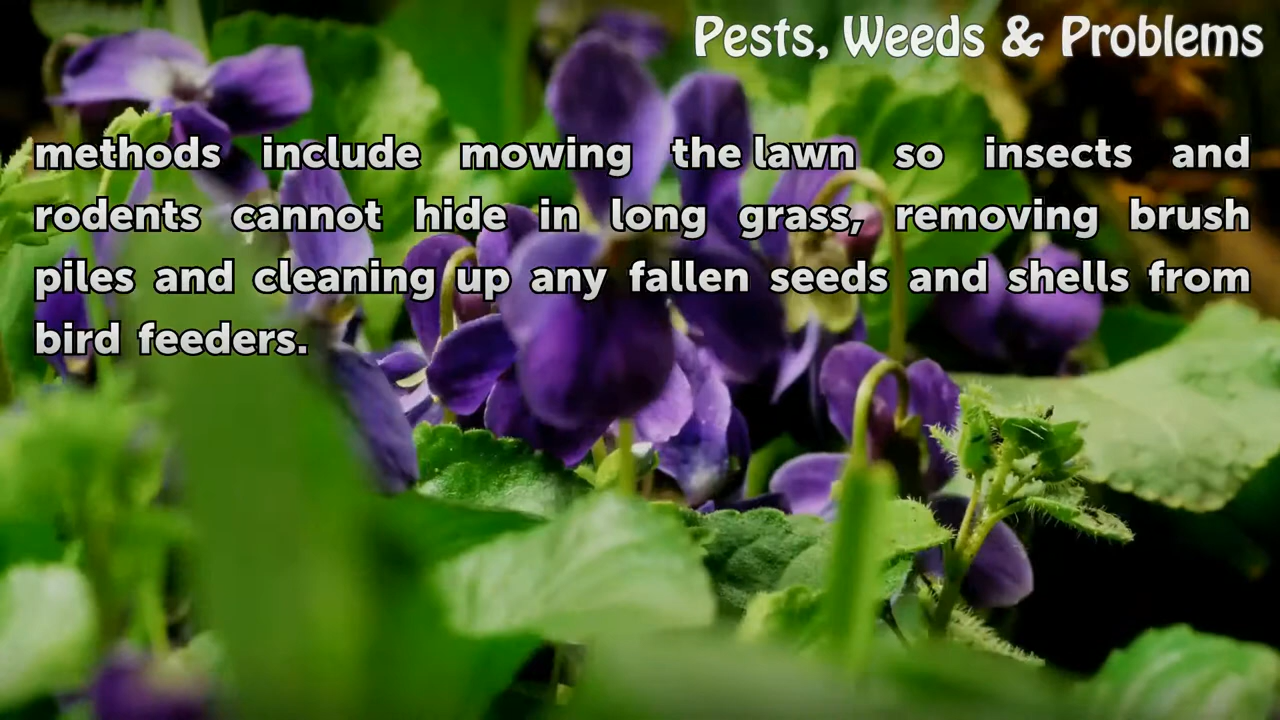 Pests, Weeds & Problems
methods include mowing the lawn so insects and
rodents cannot hide in long grass, removing brush
piles and cleaning up any fallen seeds and shells from
bird feeders.